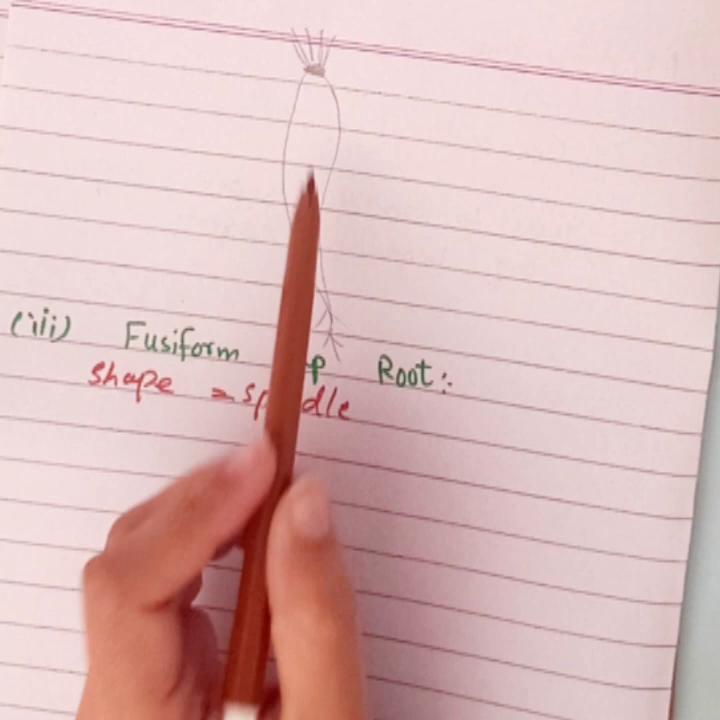 (iii) Fusiform Root:
shape =